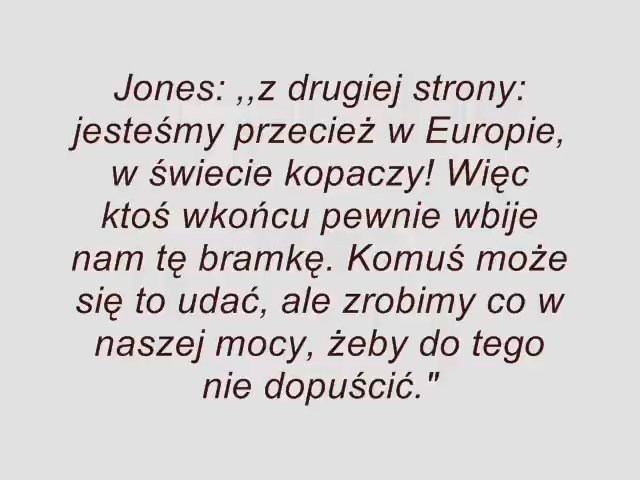 Jones: ,,z drugiej strony:
jesteśmy przecież w Europie,
w świecie kopaczy! Więc
ktoś wkońcu pewnie wbije
nam tę bramkę. Komuś może
się to udać, ale zrobimy co w
naszej mocy, żeby do tego
nie dopuścić."